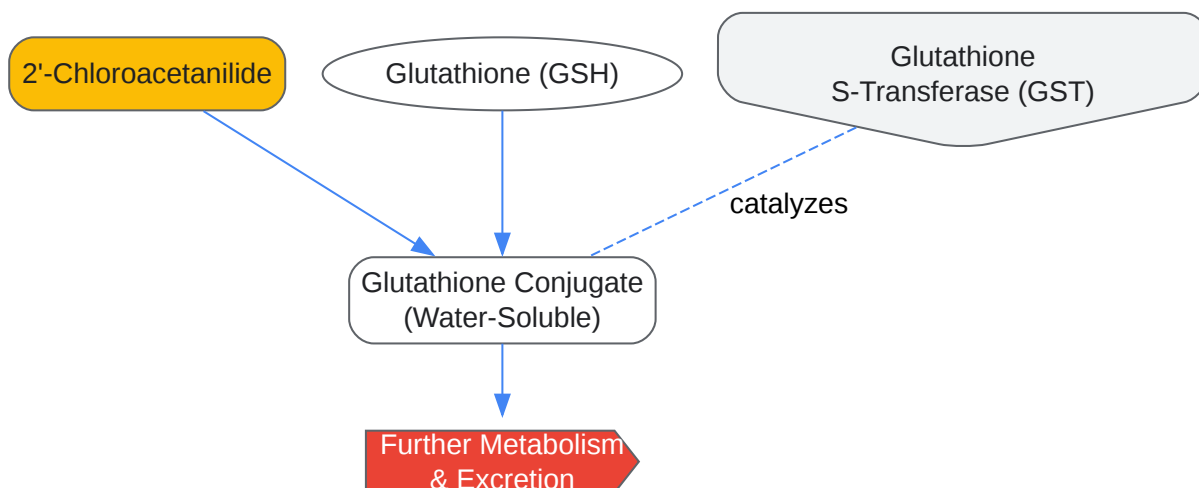 2'-Chloroacetanilide
Glutathione (GSH)
Glutathione
S-Transferase (GST)
catalyzes
Glutathione Conjugate
(Water-Soluble)
Further Metabolism
& Excretion